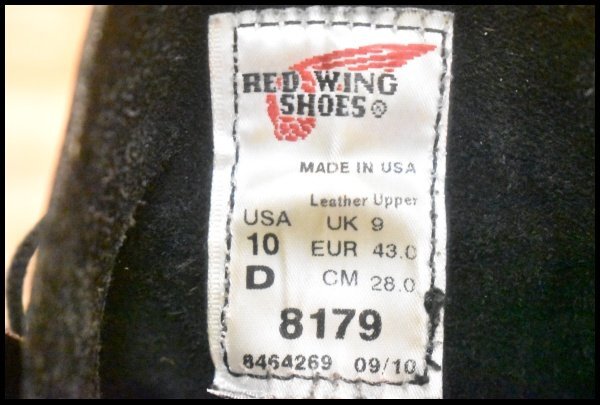 RED WING
SHOES®
MADE IN USA
Leather Upper
USA UK 9
10 EUR 43.0
D CM 28.0
8179
8464269 09/10